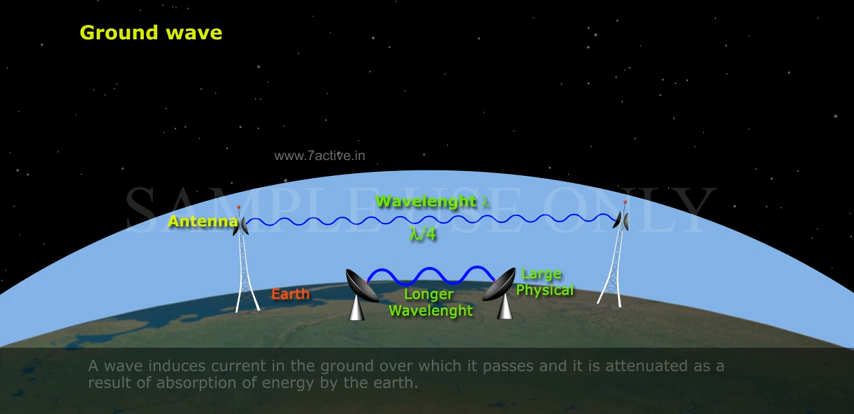 Ground wave
www.7active.in
SAMPLE USE ONLY
Wavelenght λ
Antenna
λ/4
Large
Physical
Earth
Longer
Wavelenght
A wave induces current in the ground over which it passes and it is attenuated as a
result of absorption of energy by the earth.